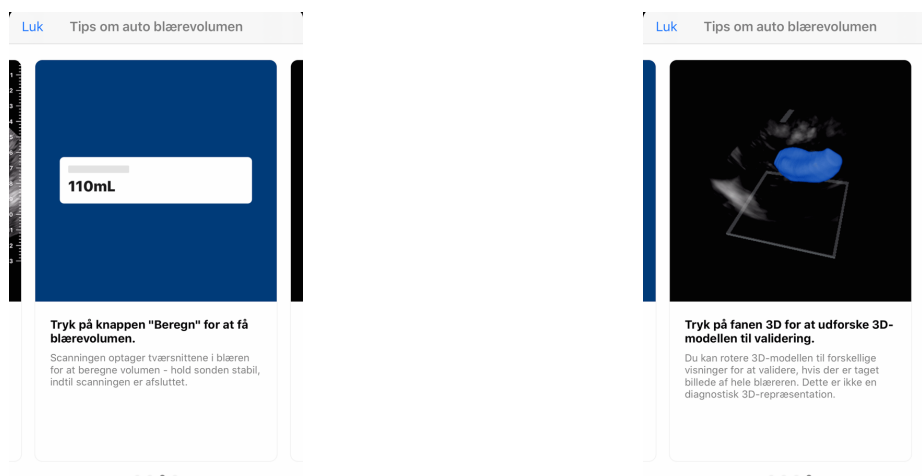 Luk Tips om auto blærevolumen
110mL
Tryk på knappen "Beregn" for at få
blærevolumen.
Scanningen optager tværsnittene i blæren
for at beregne volumen - hold sonden stabil,
indtil scanningen er afsluttet.
Luk Tips om auto blærevolumen
Tryk på fanen 3D for at udforske 3D-
modellen til validering.
Du kan rotere 3D-modellen til forskellige
visninger for at validere, hvis der er taget
billede af hele blæreren. Dette er ikke en
diagnostisk 3D-repræsentation.